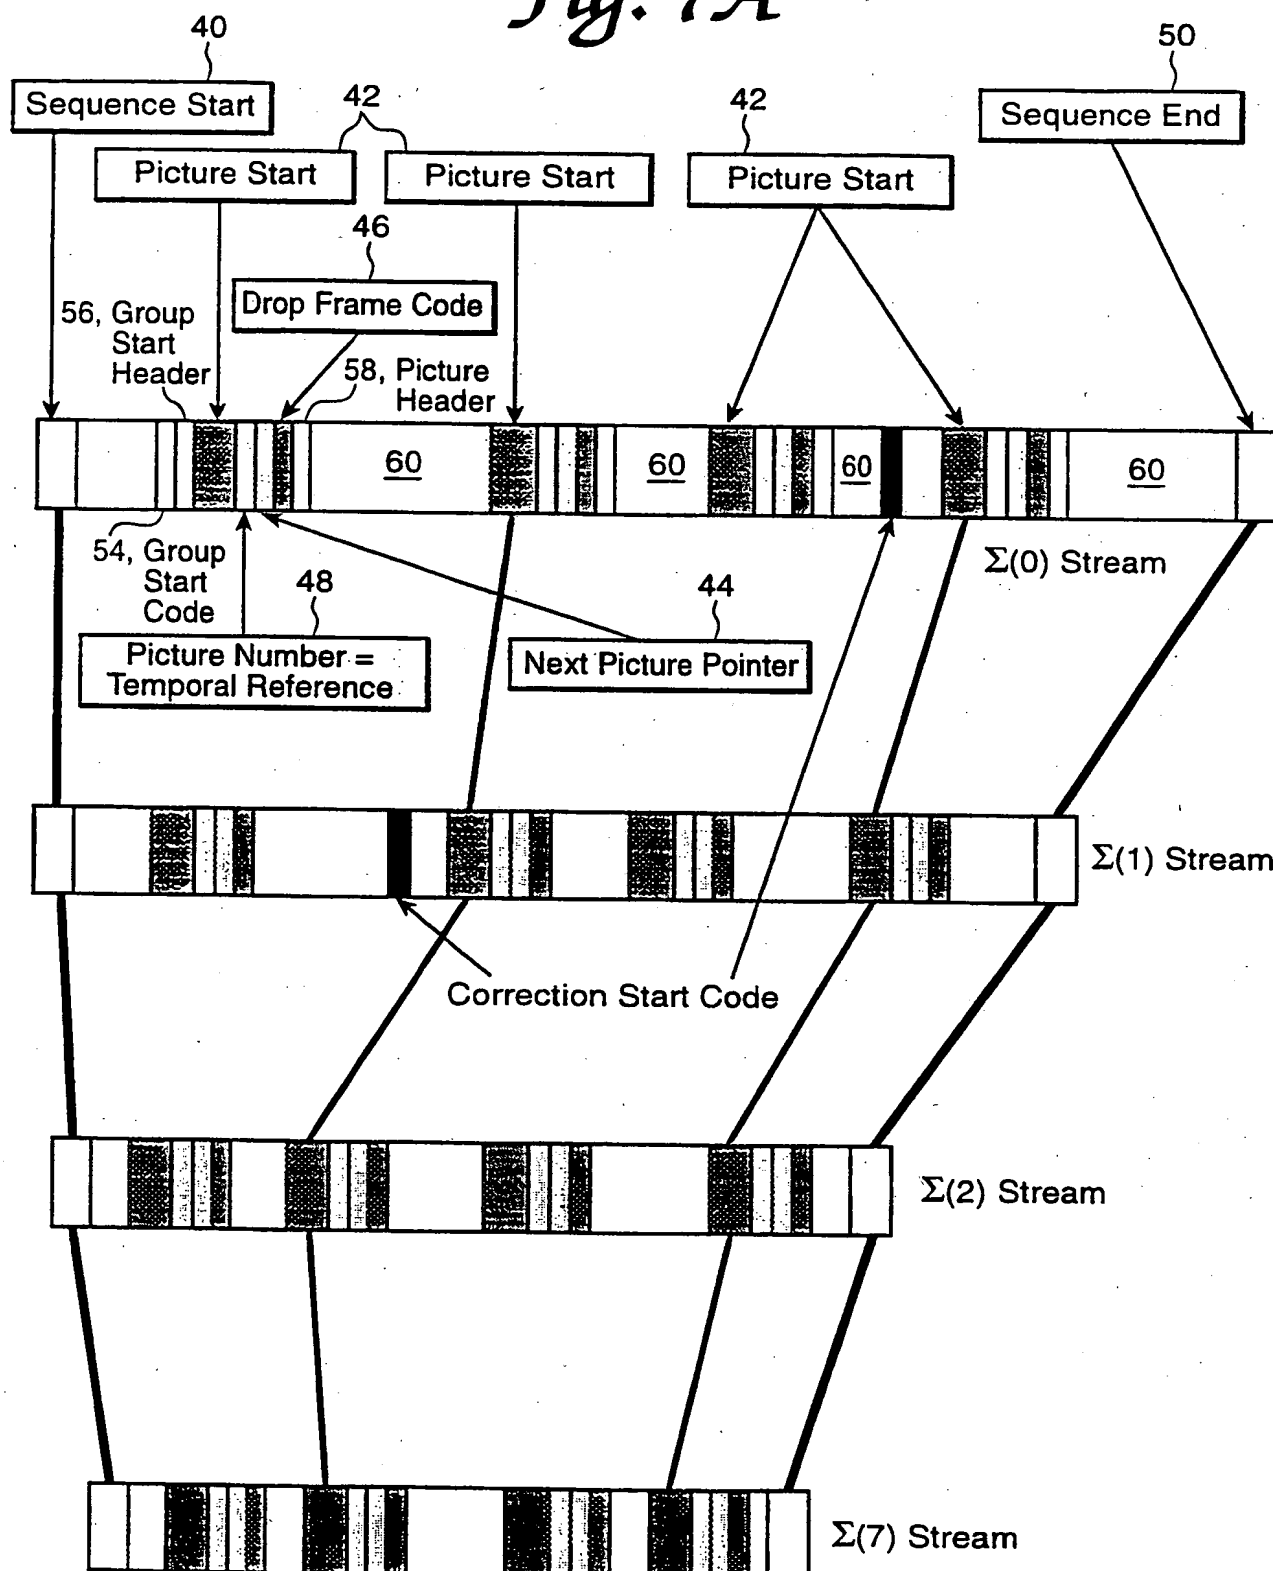 Fig. 7A
40
50
Sequence Start
42
42
Sequence End
Picture Start
Picture Start
Picture Start
46
Drop Frame Code
56, Group
Start
Header
58, Picture
Header
60
60
60
60
54, Group
Start
Code
Σ(0) Stream
48
44
Picture Number =
Temporal Reference
Next Picture Pointer
Σ(1) Stream
Correction Start Code
Σ(2) Stream
Σ(7) Stream